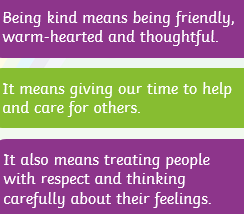 Being kind means being friendly,
warm-hearted and thoughtful.
It means giving our time to help
and care for others.
It also means treating people
with respect and thinking
carefully about their feelings.